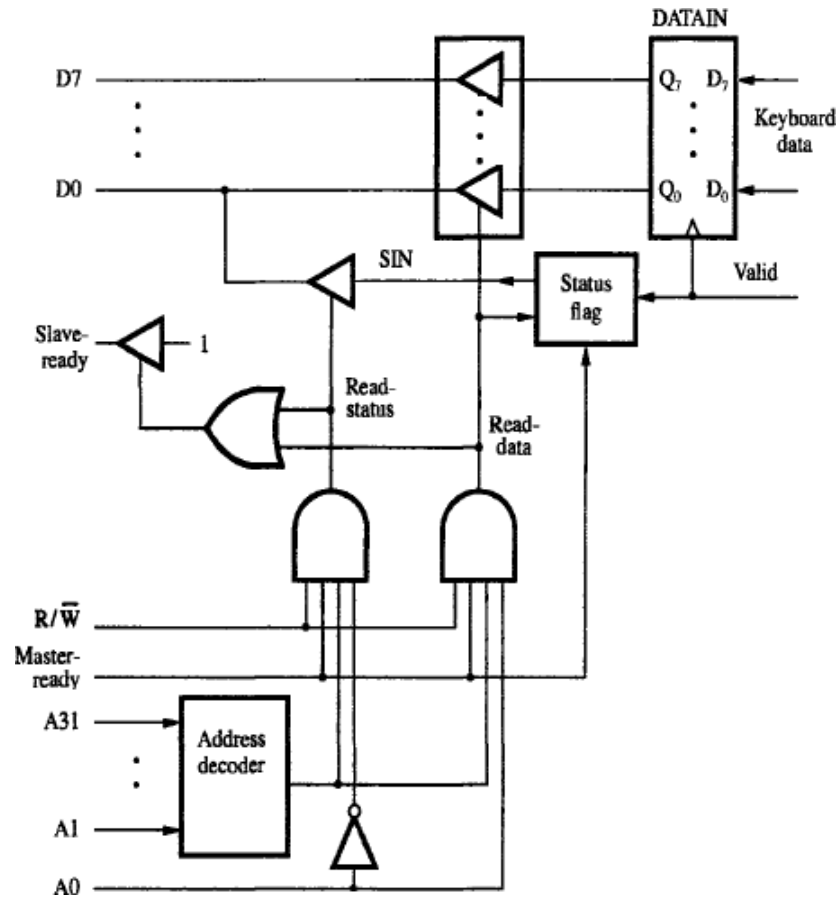 DATAIN
D7
Q7 D7
Keyboard
data
D0
Q0 D0
SIN
Status
flag
Valid
Slave-
ready
1
Read-
status
Read-
data
R/W̅
Master-
ready
A31
Address
decoder
A1
A0